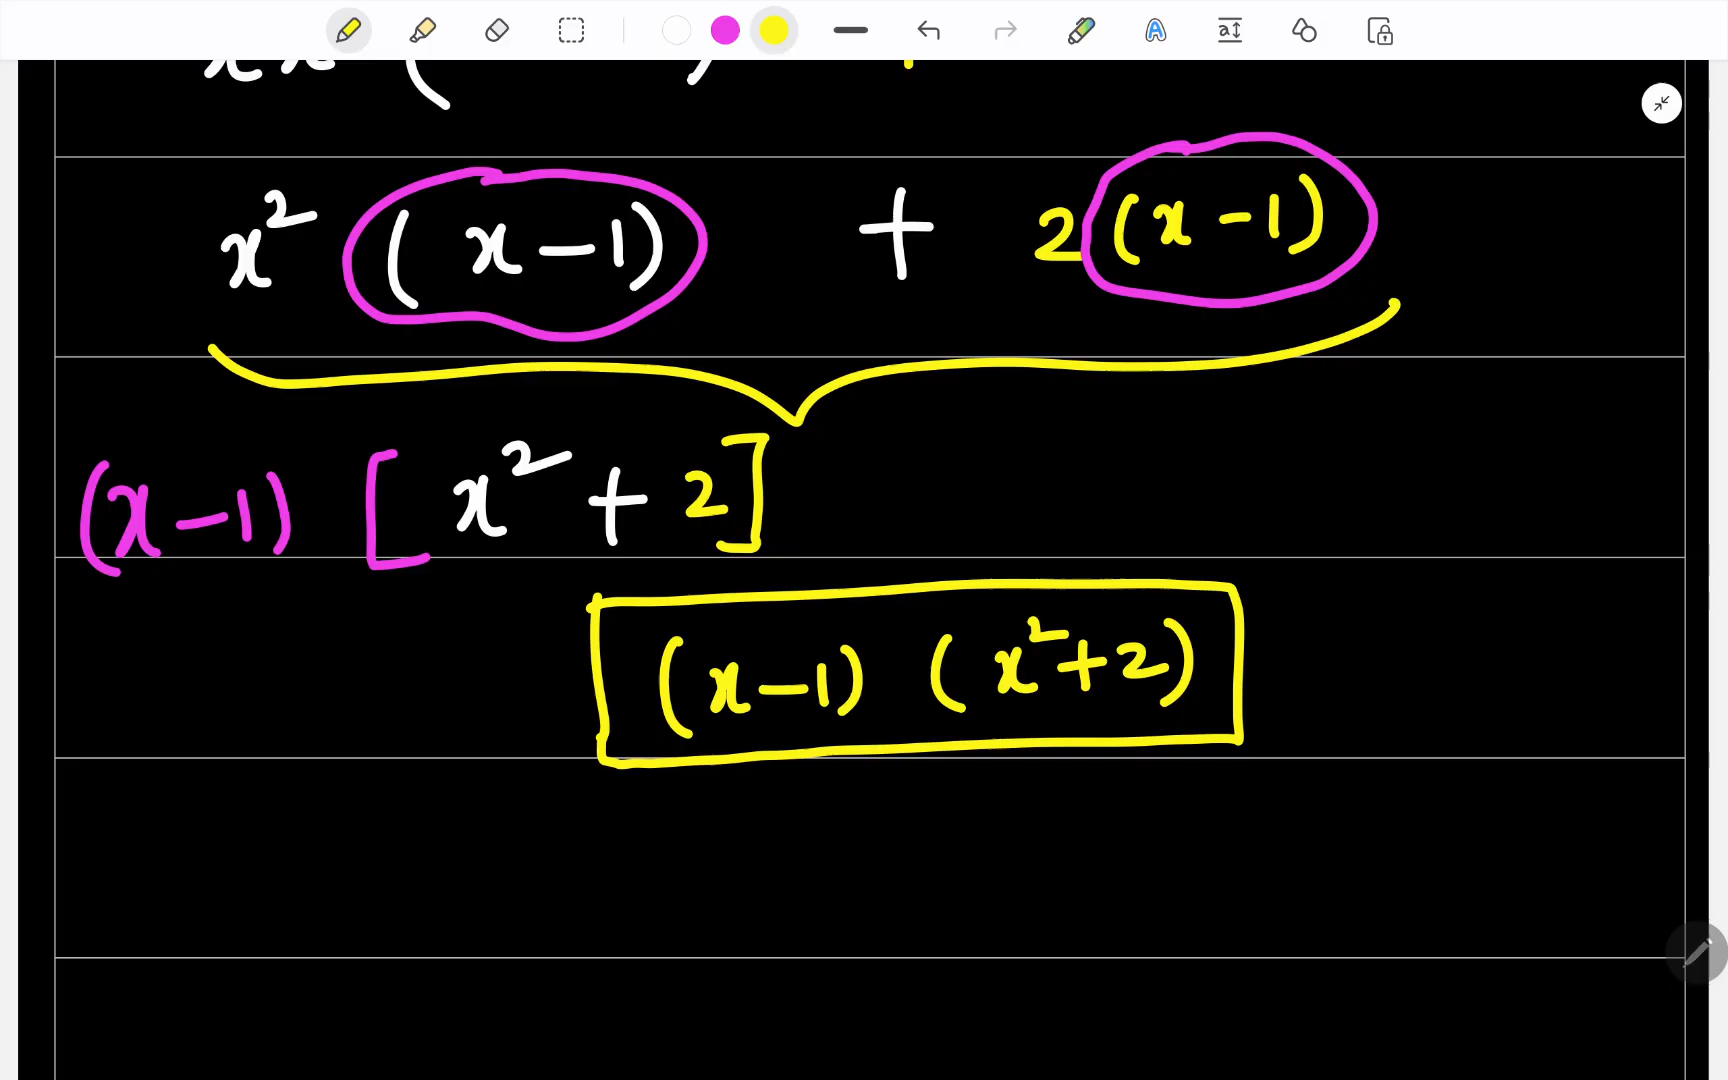 x² (x-1) + 2(x-1)
(x-1) [x² + 2]
(x-1) (x²+2)